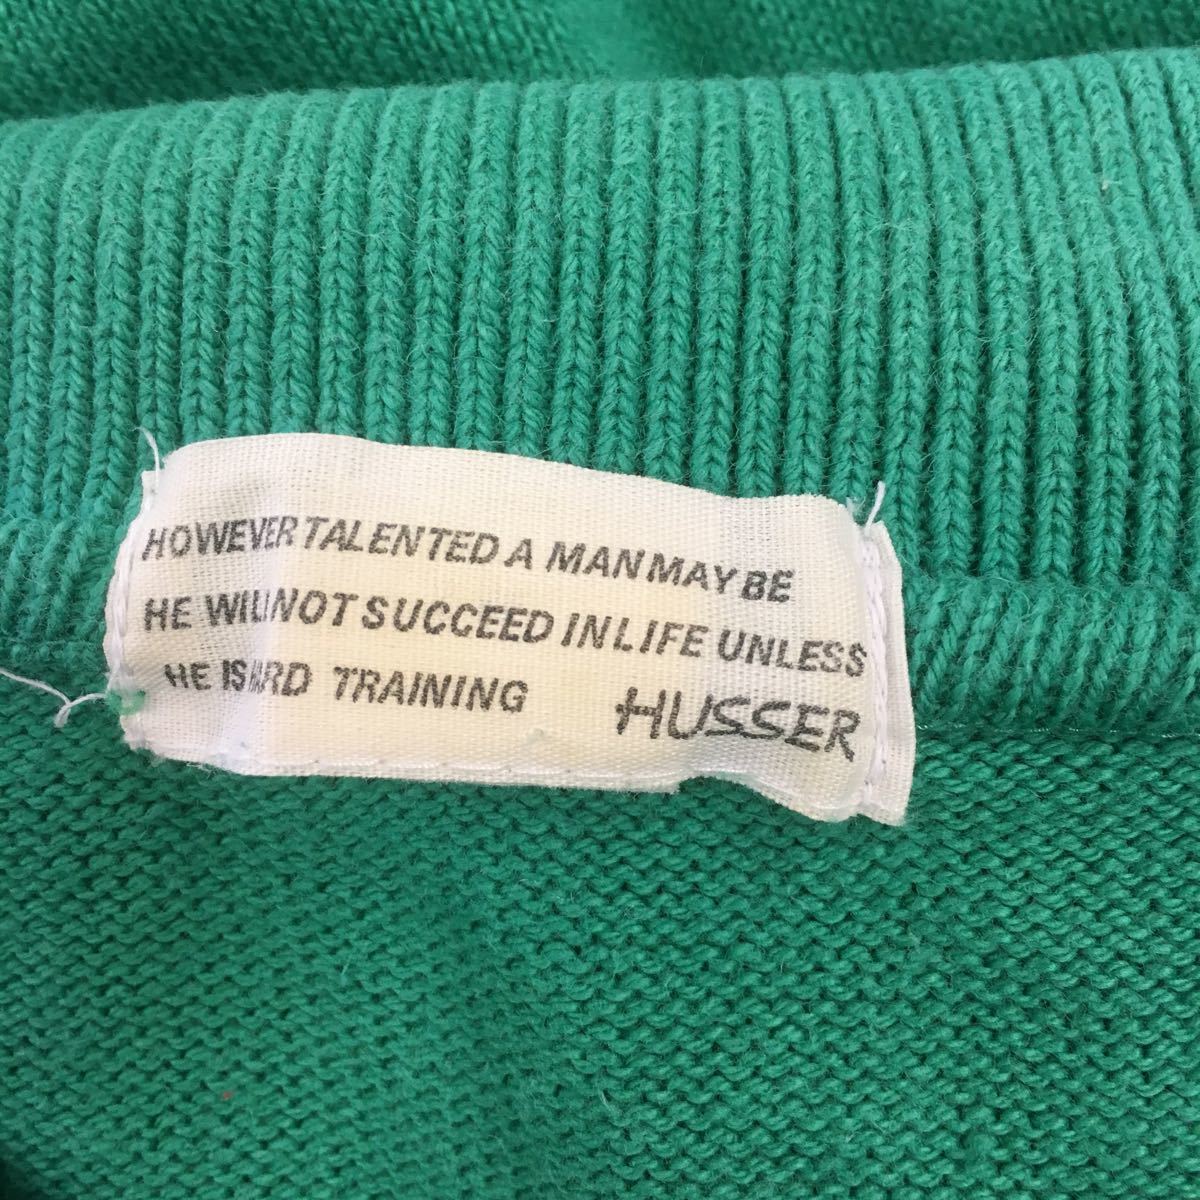 HOWEVER TALENTED A MAN MAY BE
HE WILL NOT SUCCEED IN LIFE UNLESS
HE IS HARD TRAINING HUSSER